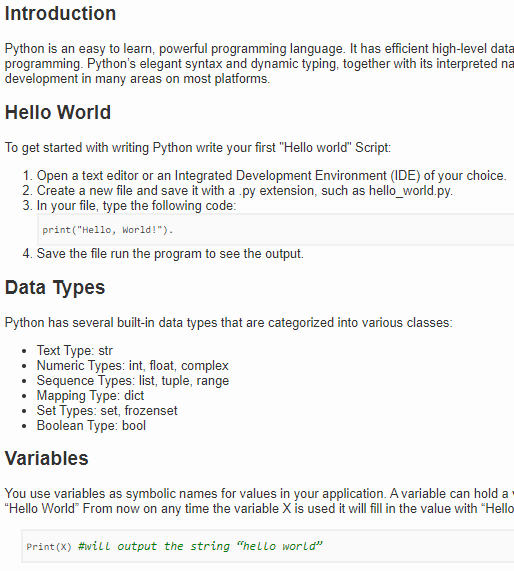 Introduction
Python is an easy to learn, powerful programming language. It has efficient high-level data
programming. Python's elegant syntax and dynamic typing, together with its interpreted na
development in many areas on most platforms.
Hello World
To get started with writing Python write your first "Hello world" Script:
1. Open a text editor or an Integrated Development Environment (IDE) of your choice.
2. Create a new file and save it with a .py extension, such as hello_world.py.
3. In your file, type the following code:
print("Hello, World!").
4. Save the file run the program to see the output.
Data Types
Python has several built-in data types that are categorized into various classes:
• Text Type: str
• Numeric Types: int, float, complex
• Sequence Types: list, tuple, range
• Mapping Type: dict
• Set Types: set, frozenset
• Boolean Type: bool
Variables
You use variables as symbolic names for values in your application. A variable can hold a
“Hello World” From now on any time the variable X is used it will fill in the value with “Hello
Print(X) #will output the string “hello world”